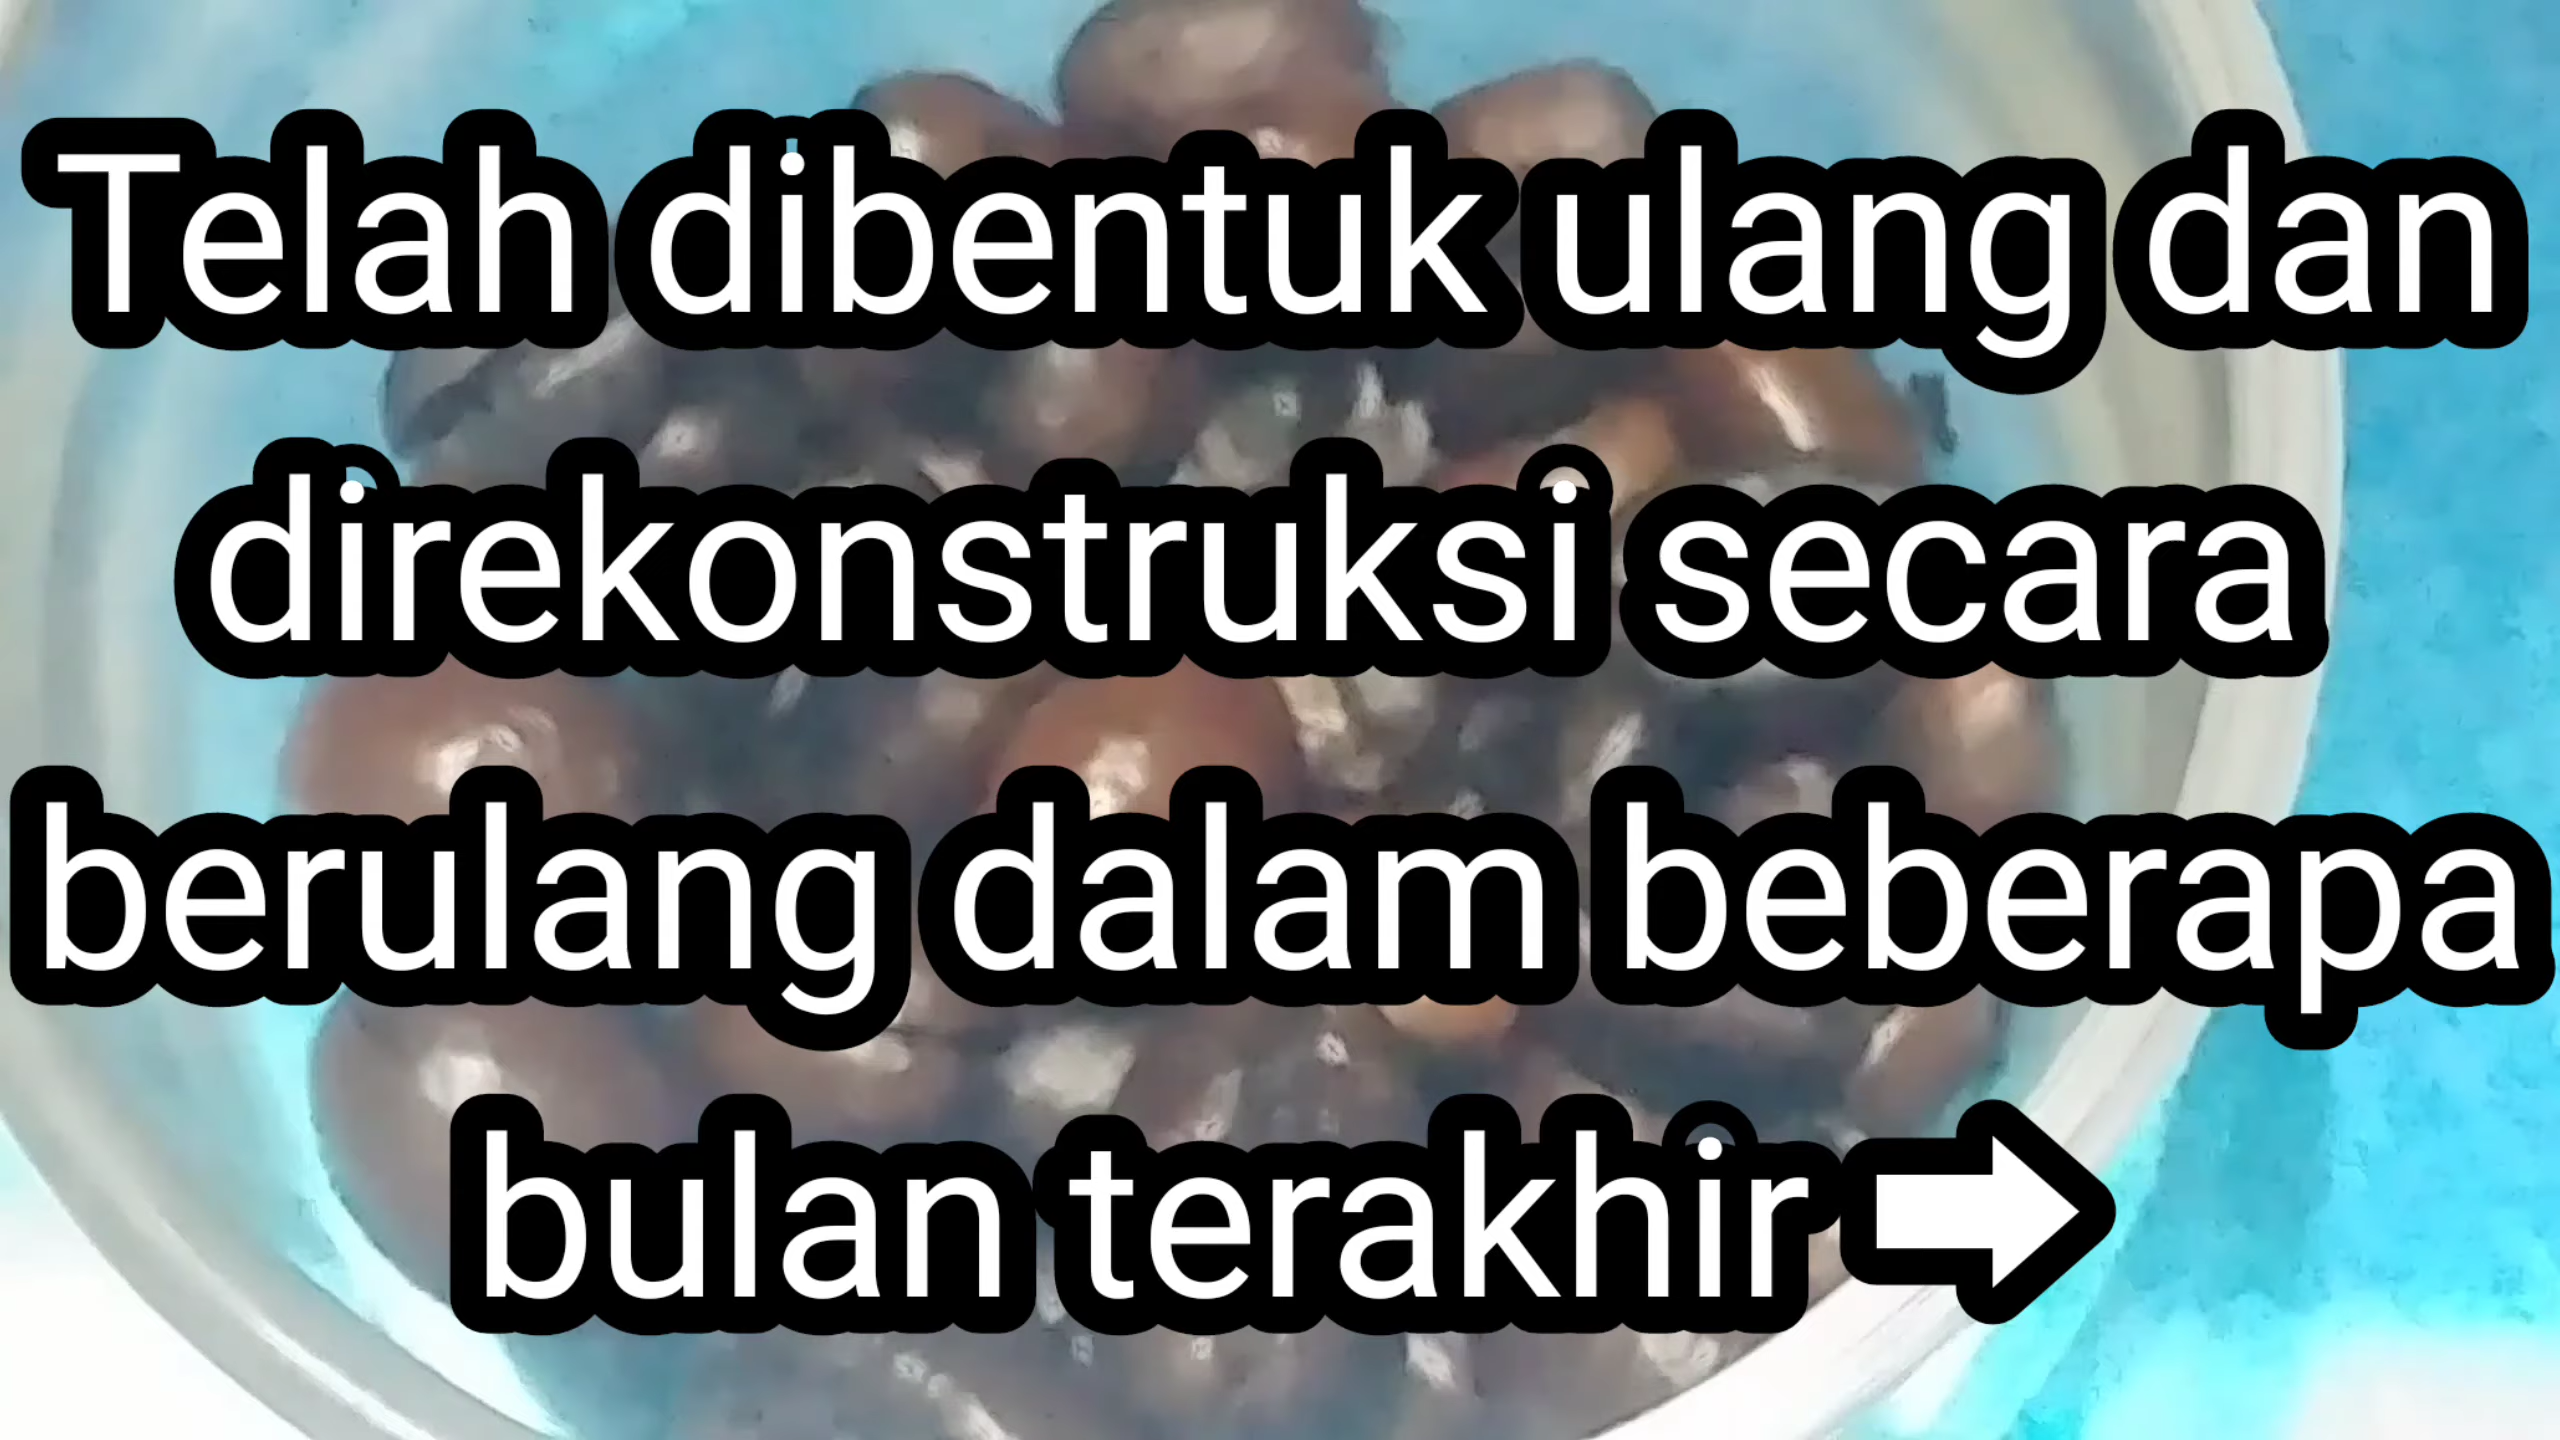 Telah dibentuk ulang dan
direkonstruksi secara
berulang dalam beberapa
bulan terakhir ➡